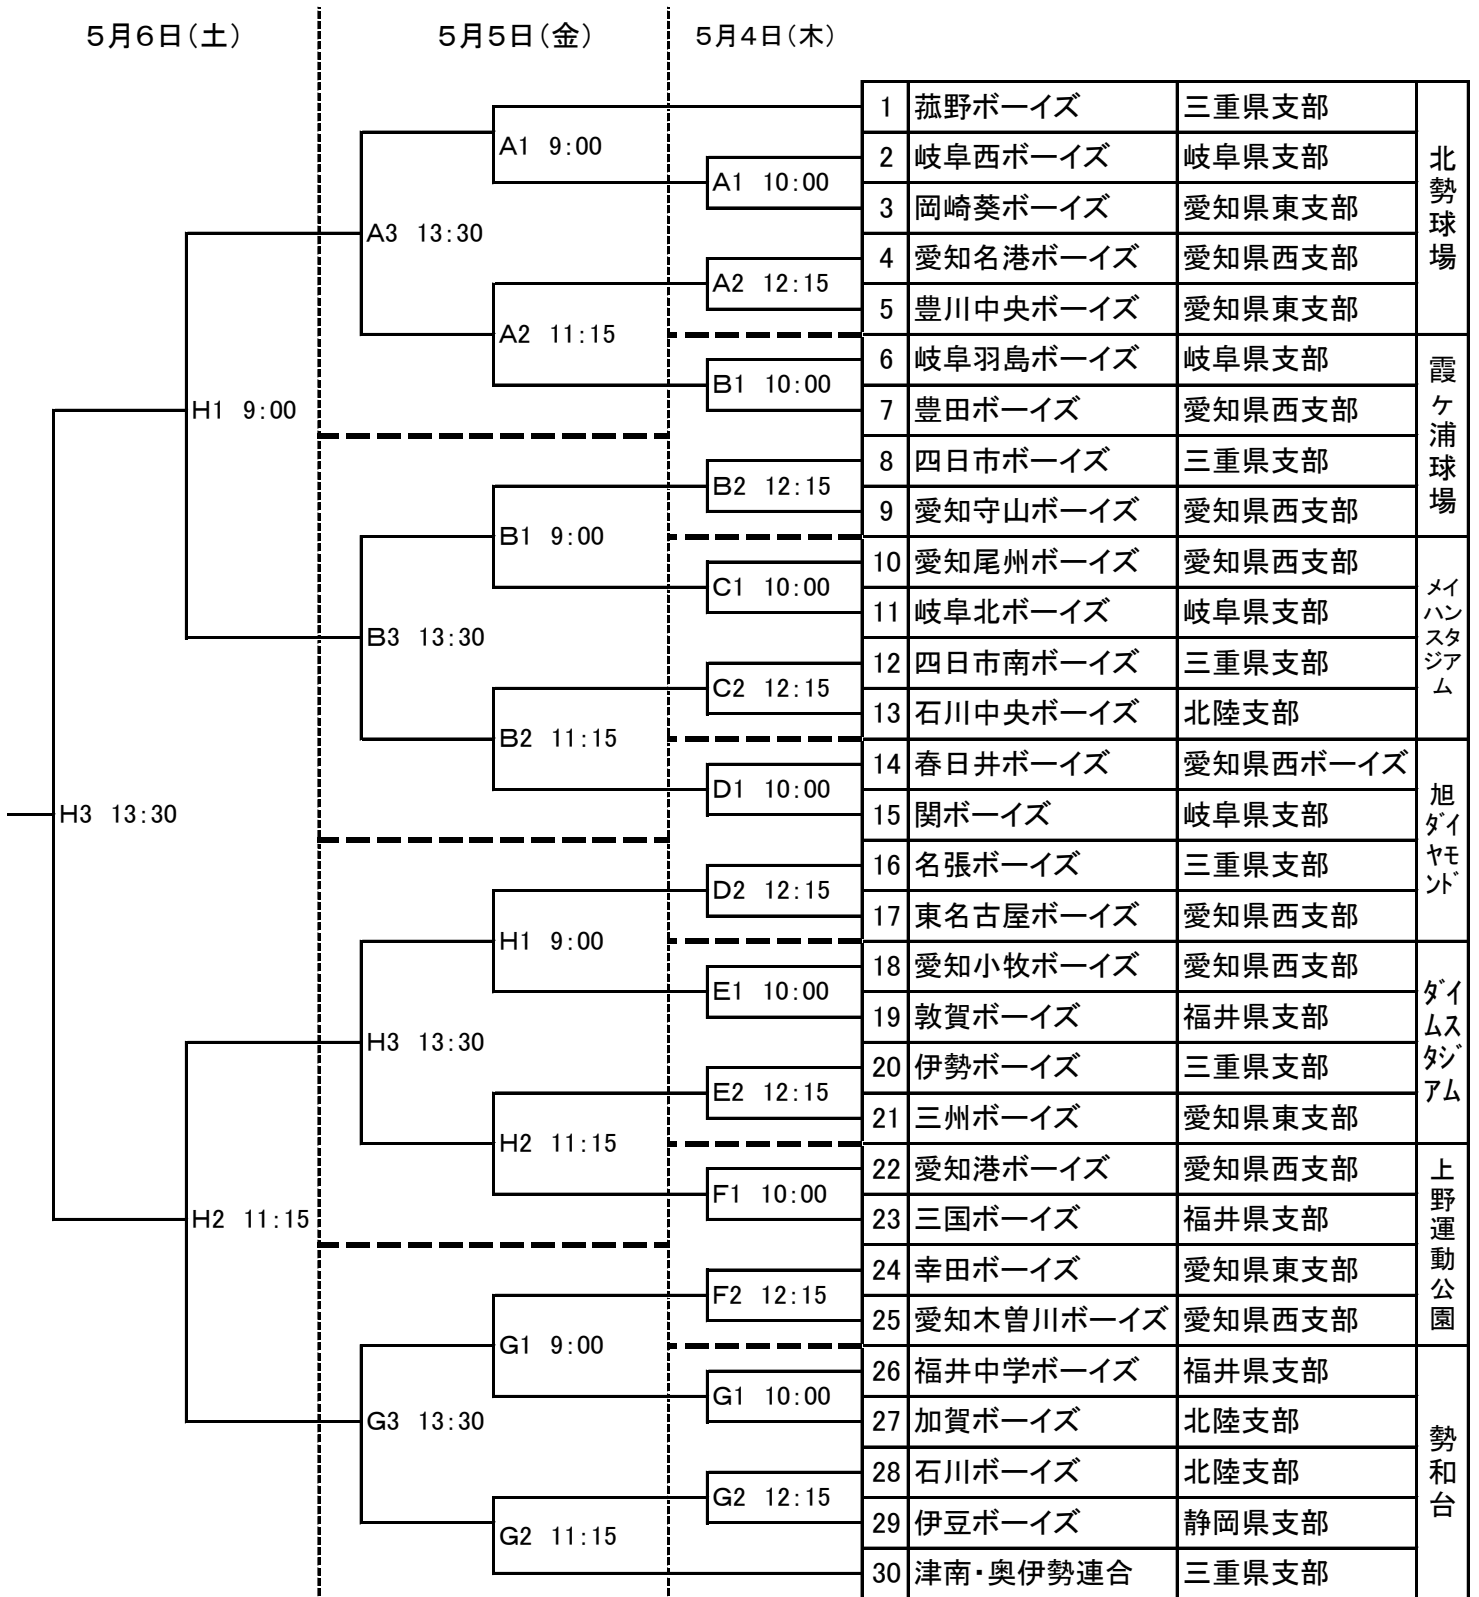 ５月６日（土）　５月５日（金）　５月４日（木）
1 菰野ボーイズ 三重県支部
A1 9:00
2 岐阜西ボーイズ 岐阜県支部
A1 10:00
3 岡崎葵ボーイズ 愛知県東支部
北勢球場
A3 13:30
4 愛知名港ボーイズ 愛知県西支部
A2 12:15
5 豊川中央ボーイズ 愛知県東支部
A2 11:15
6 岐阜羽島ボーイズ 岐阜県支部
B1 10:00
H1 9:00
7 豊田ボーイズ 愛知県西支部
霞ヶ浦球場
8 四日市ボーイズ 三重県支部
B2 12:15
9 愛知守山ボーイズ 愛知県西支部
B1 9:00
10 愛知尾州ボーイズ 愛知県西支部
C1 10:00
11 岐阜北ボーイズ 岐阜県支部
メイハンスタジアム
B3 13:30
12 四日市南ボーイズ 三重県支部
C2 12:15
13 石川中央ボーイズ 北陸支部
B2 11:15
14 春日井ボーイズ 愛知県西ボーイズ
D1 10:00
H3 13:30
15 関ボーイズ 岐阜県支部
旭ダイヤモンド
16 名張ボーイズ 三重県支部
D2 12:15
17 東名古屋ボーイズ 愛知県西支部
H1 9:00
18 愛知小牧ボーイズ 愛知県西支部
E1 10:00
19 敦賀ボーイズ 福井県支部
ダイムスタジアム
H3 13:30
20 伊勢ボーイズ 三重県支部
E2 12:15
21 三州ボーイズ 愛知県東支部
H2 11:15
22 愛知港ボーイズ 愛知県西支部
F1 10:00
H2 11:15
23 三国ボーイズ 福井県支部
上野運動公園
24 幸田ボーイズ 愛知県東支部
F2 12:15
25 愛知木曽川ボーイズ 愛知県西支部
G1 9:00
26 福井中学ボーイズ 福井県支部
G1 10:00
27 加賀ボーイズ 北陸支部
G3 13:30
勢和台
28 石川ボーイズ 北陸支部
G2 12:15
29 伊豆ボーイズ 静岡県支部
G2 11:15
30 津南・奥伊勢連合 三重県支部